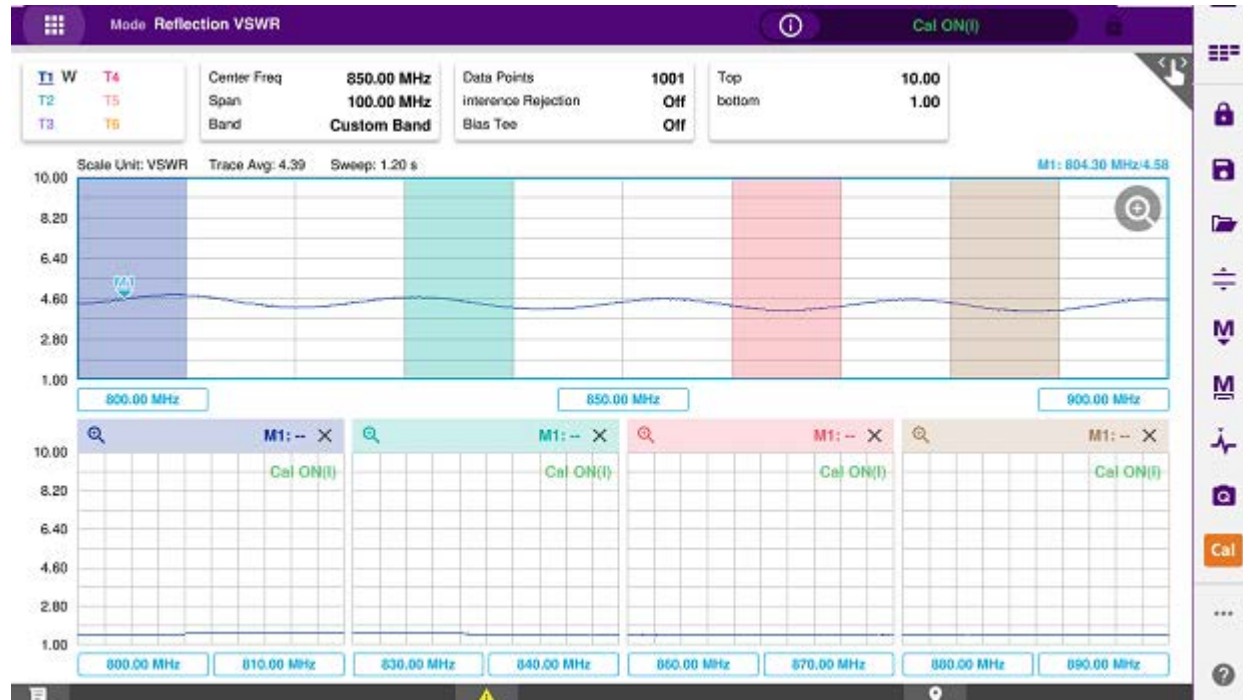 Mode Reflection VSWR
Cal ON(I)
T1 W T4
T2 T5
T3 T6
Center Freq 850.00 MHz
Span 100.00 MHz
Band Custom Band
Data Points 1001
interence Rejection Off
Bias Tee Off
Top 10.00
bottom 1.00
Scale Unit: VSWR Trace Avg: 4.39 Sweep: 1.20 s M1: 804.30 MHz/4.58
10.00
8.20
6.40
4.60
2.80
1.00
800.00 MHz 850.00 MHz 900.00 MHz
M1: -- M1: -- M1: -- M1: --
10.00
Cal ON(I) Cal ON(I) Cal ON(I) Cal ON(I)
8.20
6.40
4.60
2.80
1.00
800.00 MHz 810.00 MHz 830.00 MHz 840.00 MHz 860.00 MHz 870.00 MHz 880.00 MHz 890.00 MHz
M
M
Cal